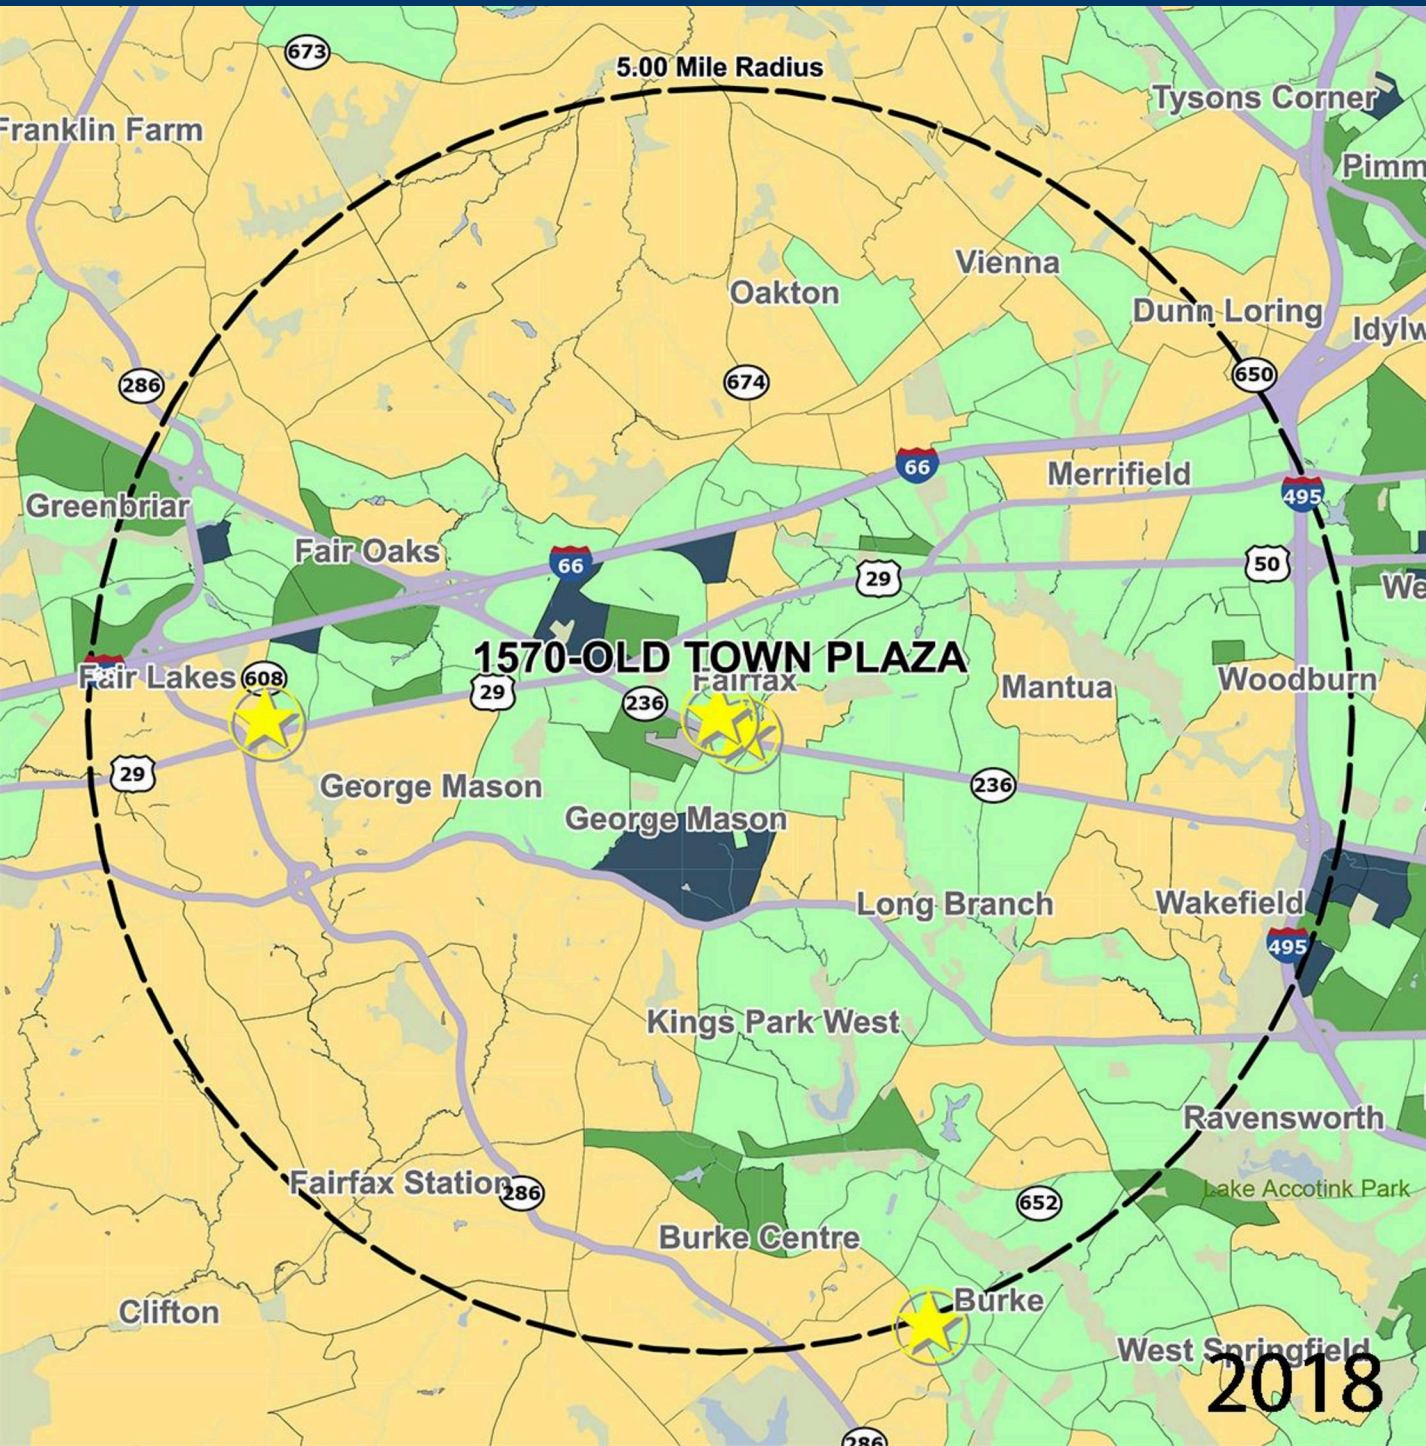 673
5.00 Mile Radius
Tysons Corner
Franklin Farm
Pimm
Vienna
Oakton
Dunn Loring
Idylw
286
674
650
66
Merrifield
495
Greenbriar
Fair Oaks
66
29
50
We
1570-OLD TOWN PLAZA
Fairfax
Fair Lakes
608
29
236
Mantua
Woodburn
29
George Mason
236
George Mason
Long Branch
Wakefield
495
Kings Park West
Ravensworth
Fairfax Station
286
652
Lake Accotink Park
Burke Centre
Clifton
Burke
West Springfield
2018
286